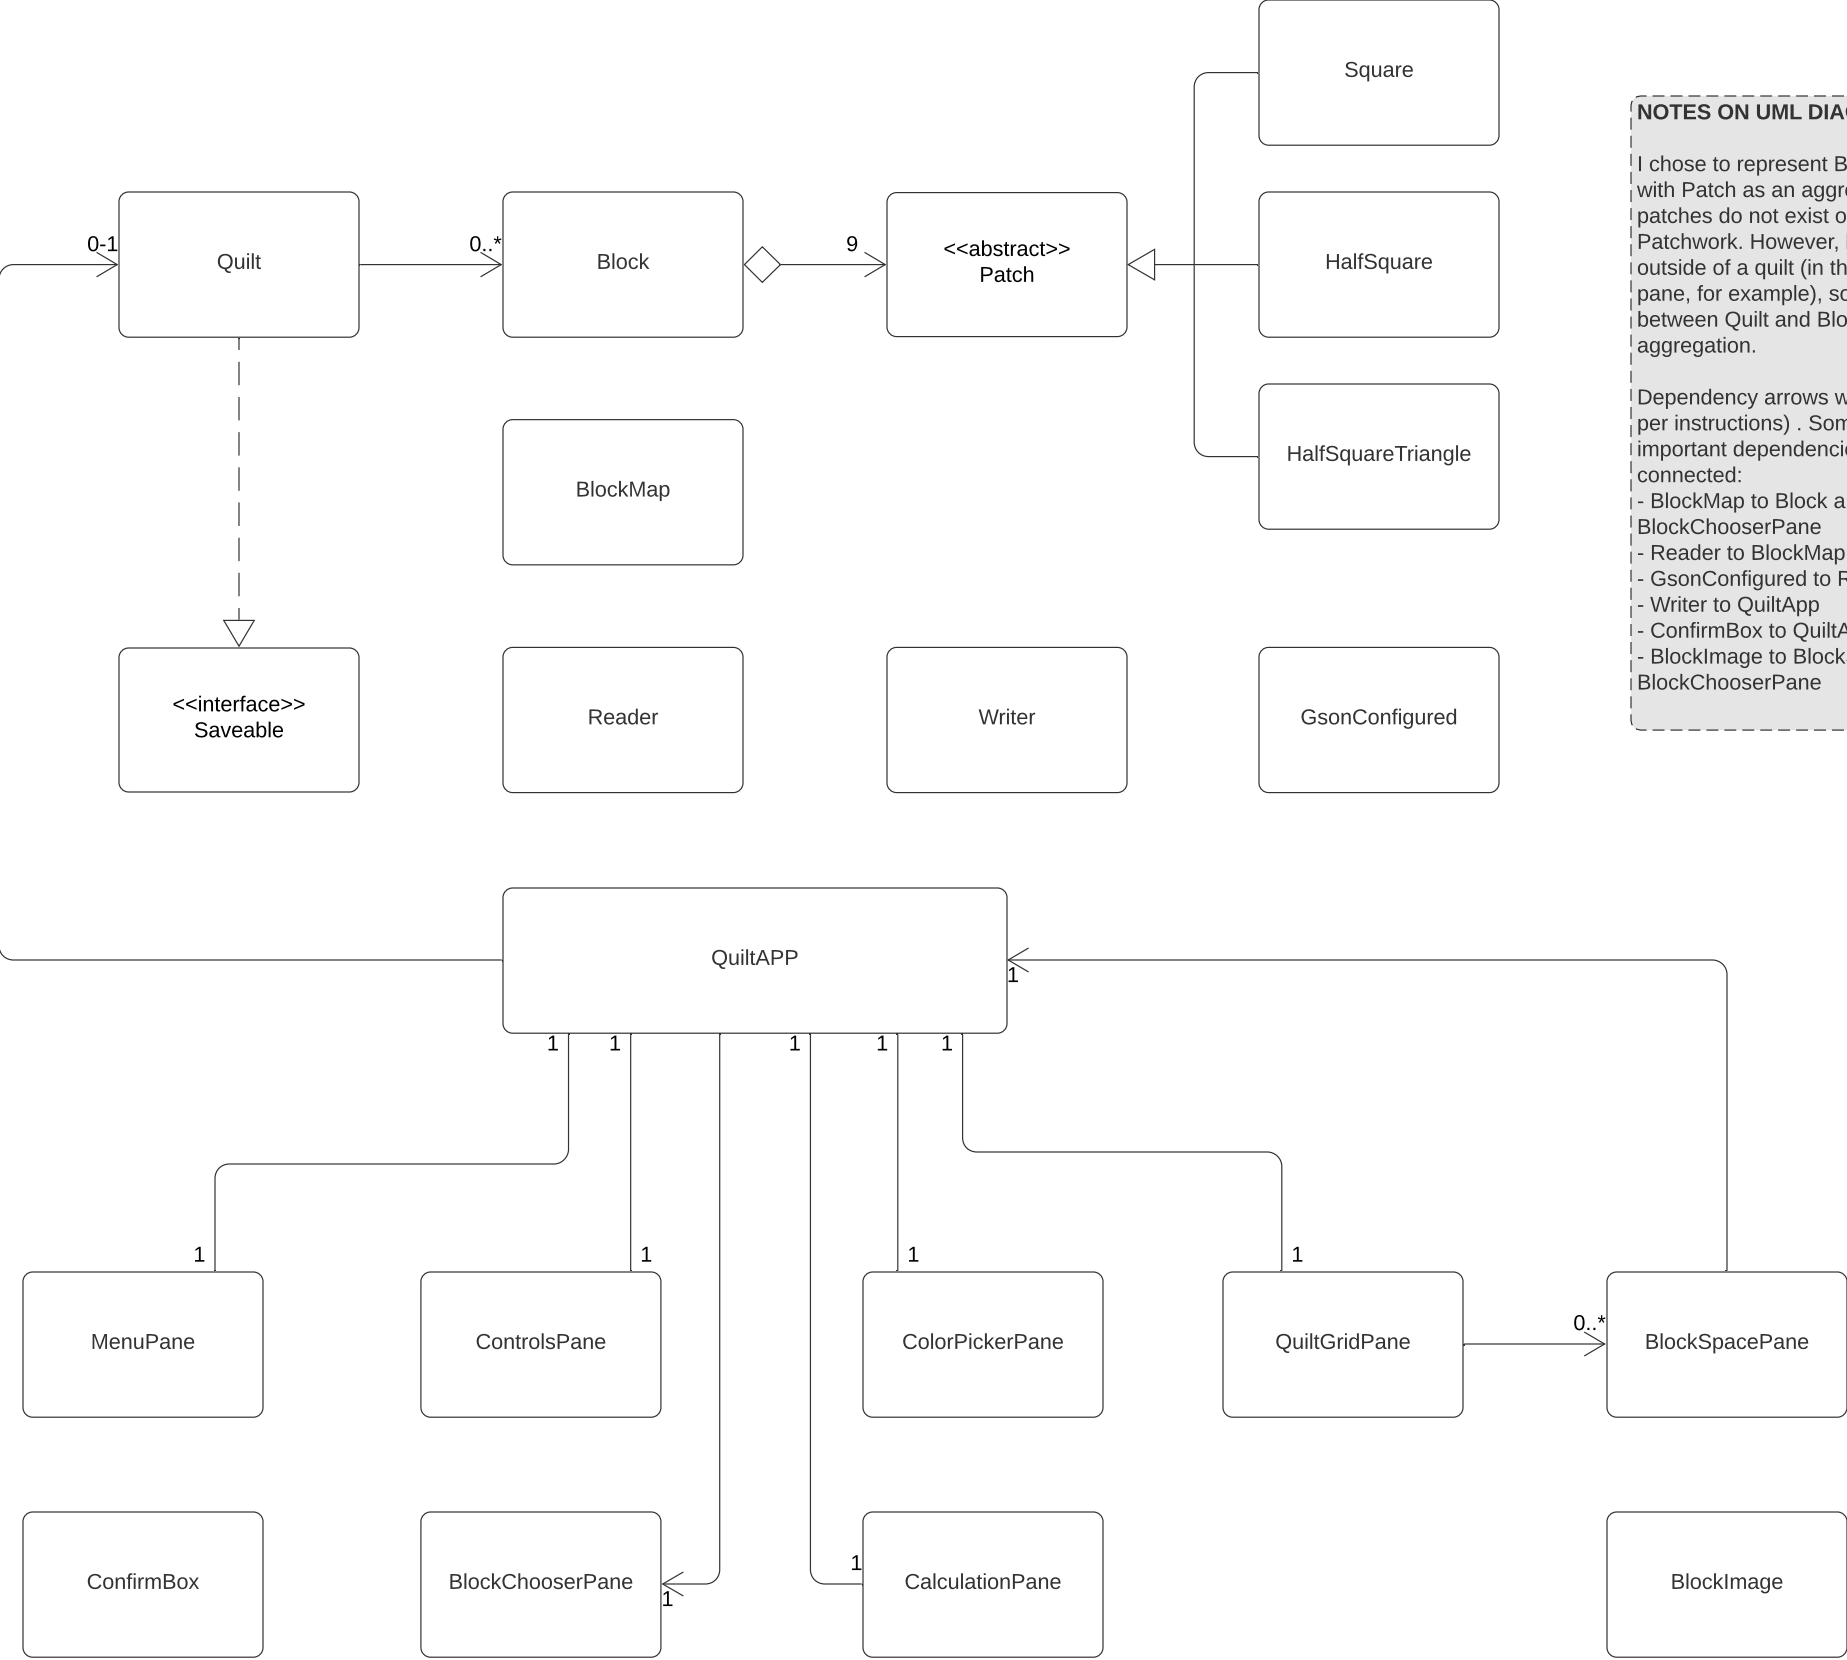 Square
NOTES ON UML DIA
I chose to represent B
with Patch as an aggr
patches do not exist o
Patchwork. However,
outside of a quilt (in th
pane, for example), so
between Quilt and Blo
aggregation.
Dependency arrows w
per instructions) . Som
important dependenci
connected:
- BlockMap to Block a
BlockChooserPane
- Reader to BlockMap
- GsonConfigured to R
- Writer to QuiltApp
- ConfirmBox to QuiltA
- BlockImage to Block
BlockChooserPane
0-1
Quilt
0..*
Block
9
<<abstract>>
Patch
HalfSquare
HalfSquareTriangle
BlockMap
<<interface>>
Saveable
Reader
Writer
GsonConfigured
QuiltAPP
1
1
1
1
1
1
1
1
1
1
0..*
MenuPane
ControlsPane
ColorPickerPane
QuiltGridPane
BlockSpacePane
1
1
ConfirmBox
BlockChooserPane
CalculationPane
BlockImage